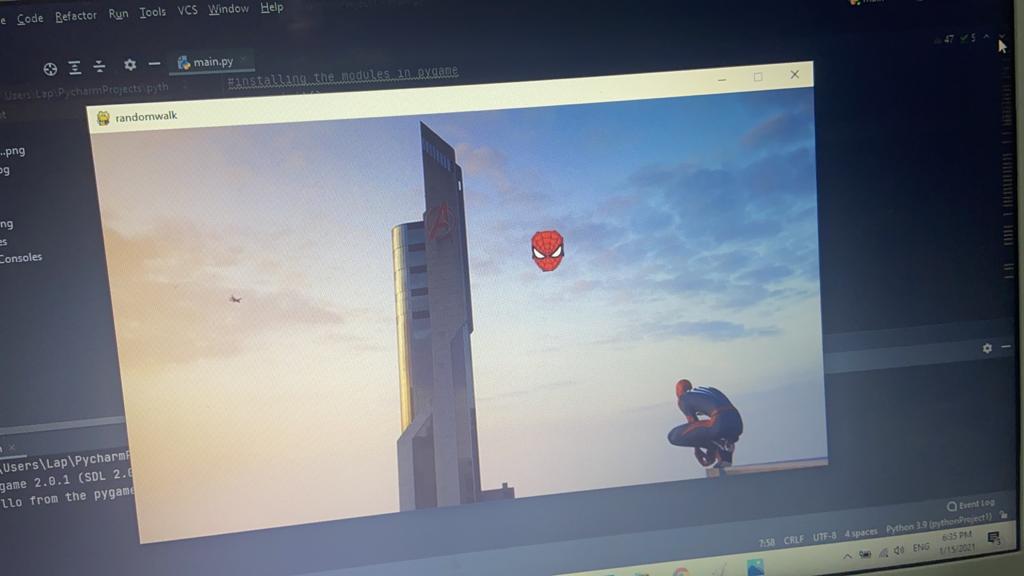 e Code Refactor Run Tools VCS Window Help
47 5
main.py
#installing the modules in pygame
Users\Lap\PycharmProjects\pyth
randomwalk
..png
og
ng
es
Consoles
\Users\Lap\PycharmP
game 2.0.1 (SDL 2.0
llo from the pygame
Event Log
7:58 CRLF UTF-8 4 spaces Python 3.9 (pythonProject1)
ENG 6:35 PM
1/15/2021